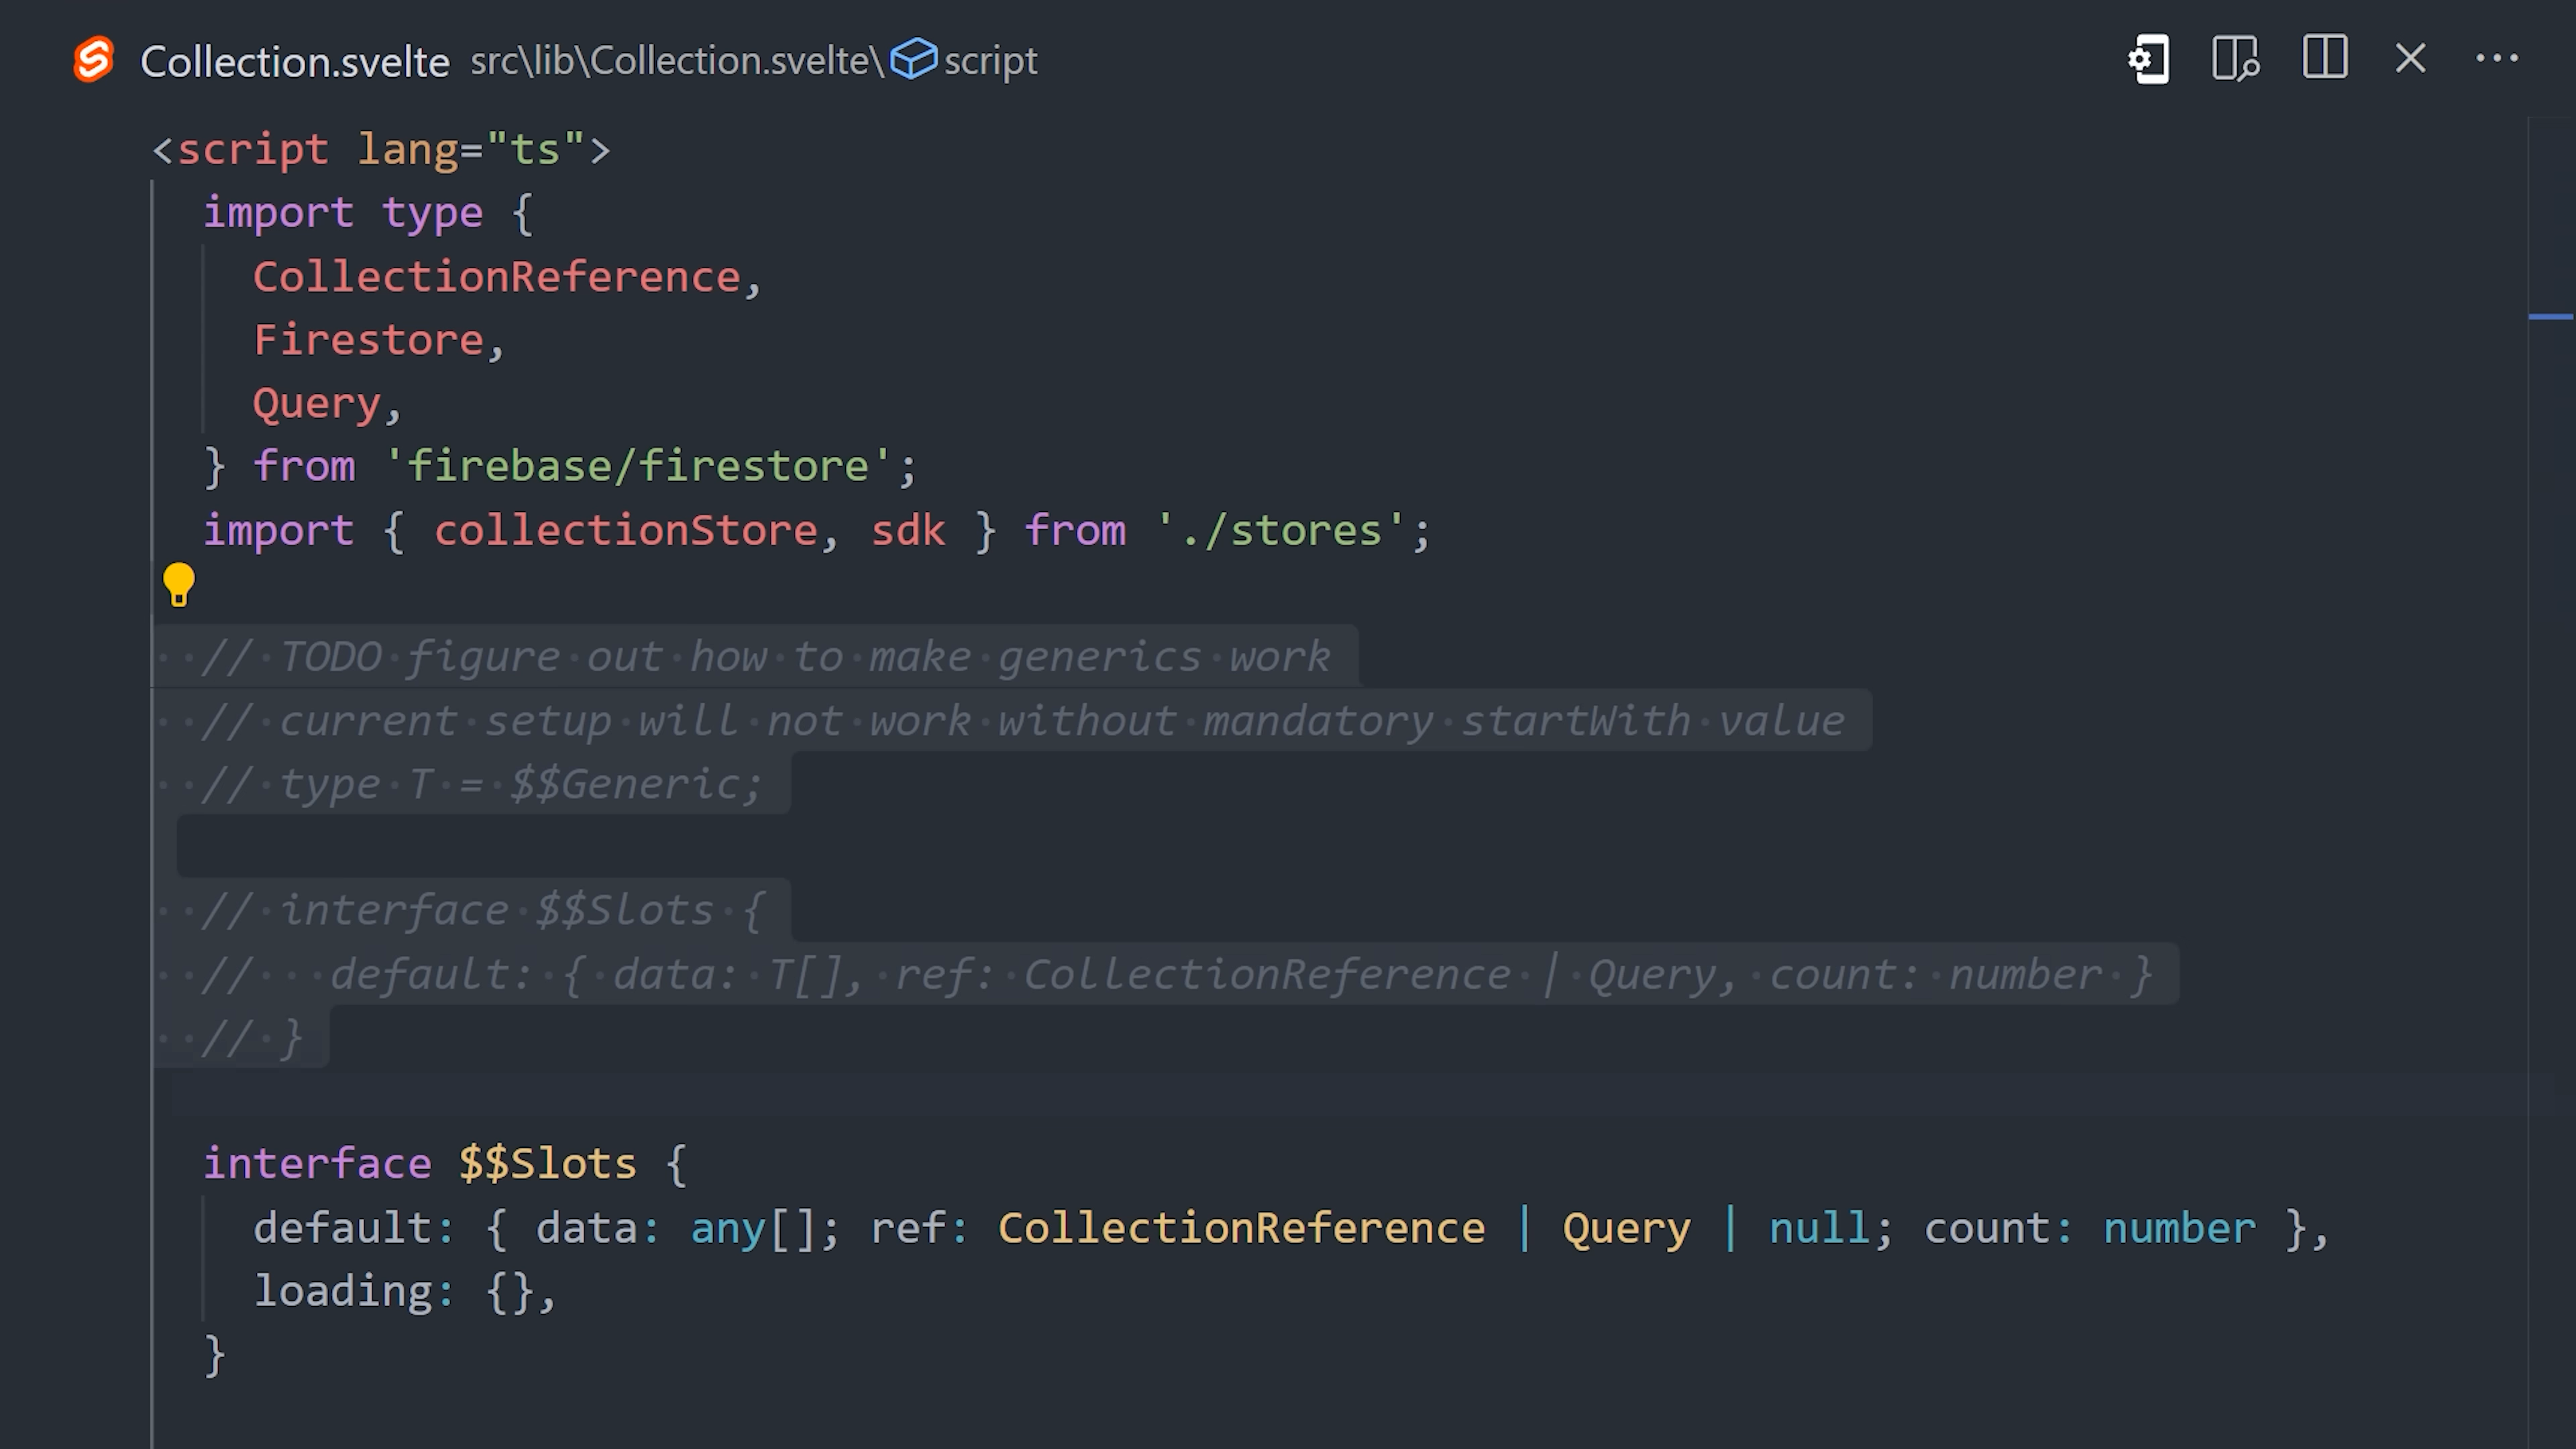 Collection.svelte src\lib\Collection.svelte\script
<script lang="ts">
  import type {
    CollectionReference,
    Firestore,
    Query,
  } from 'firebase/firestore';
  import { collectionStore, sdk } from './stores';
  // TODO figure out how to make generics work
  // current setup will not work without mandatory startWith value
  // type T = $$Generic;
  // interface $$Slots {
  //   default: { data: T[], ref: CollectionReference | Query, count: number }
  // }
  interface $$Slots {
    default: { data: any[]; ref: CollectionReference | Query | null; count: number },
    loading: {},
  }